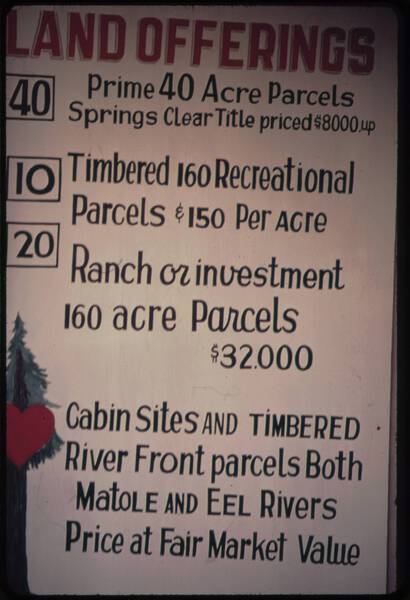 LAND OFFERINGS
40 Prime 40 Acre Parcels
Springs Clear Title priced $8000.up
10 Timbered 160 Recreational
Parcels $150 Per Acre
20 Ranch or investment
160 acre Parcels
$32.000
Cabin Sites AND TIMBERED
River Front parcels Both
MATOLE AND EEL RIVERS
Price at Fair Market Value